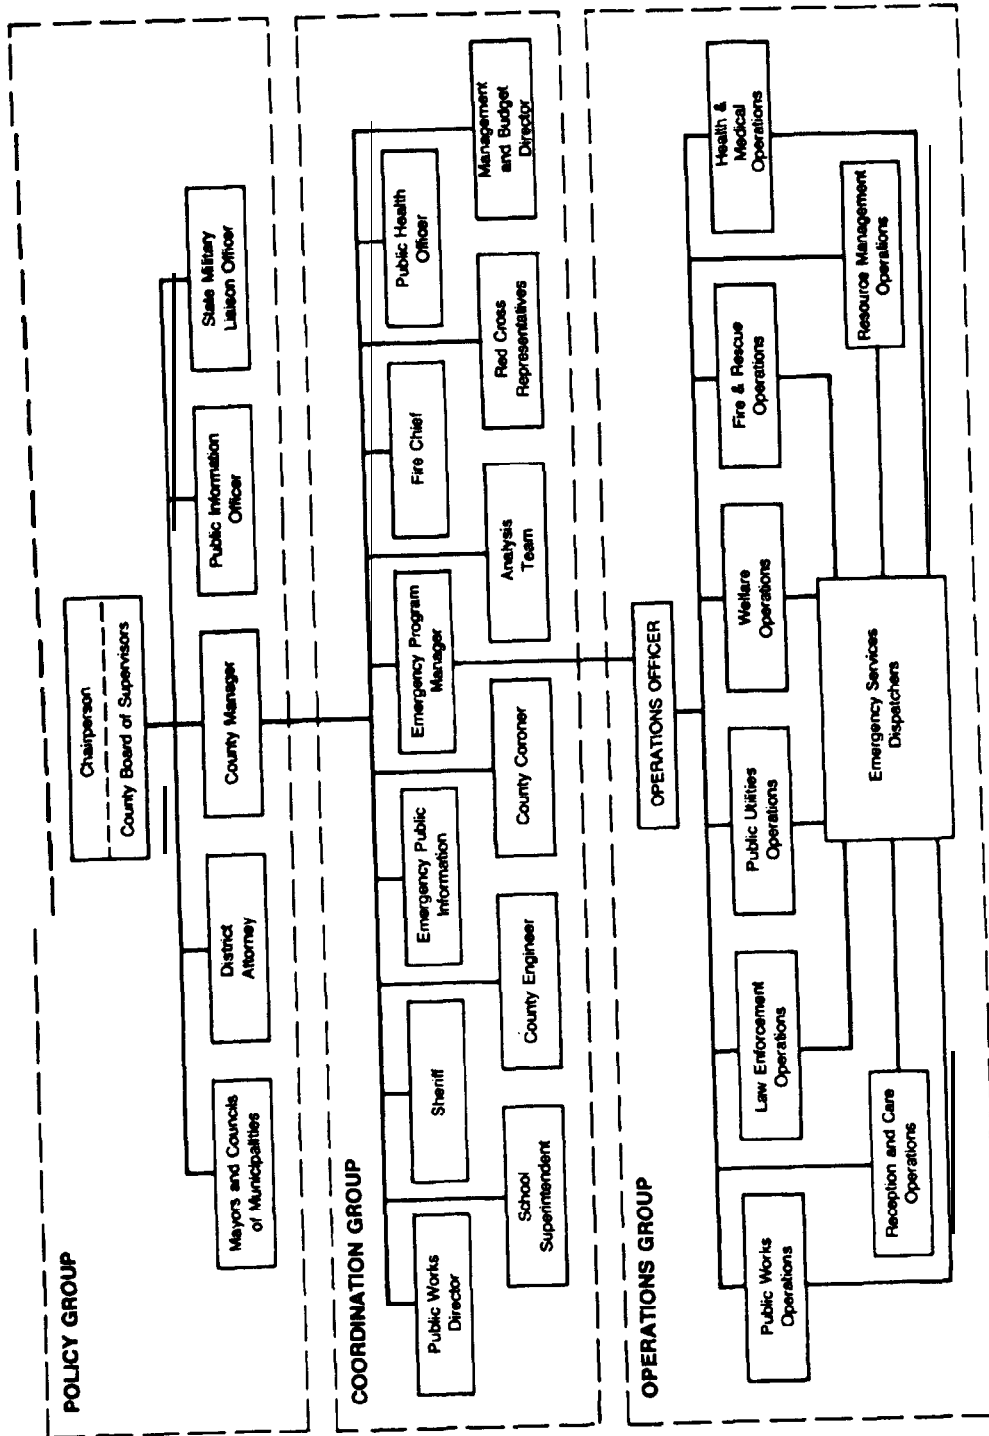 POLICY GROUP
Chairperson
County Board of Supervisors
Mayors and Councils
of Municipalities
District
Attorney
County Manager
Public Information
Officer
State Military
Liaison Officer
COORDINATION GROUP
Public Works
Director
Sheriff
Emergency Public
Information
Emergency Program
Manager
Fire Chief
Public Health
Officer
School
Superintendent
County Engineer
County Coroner
Analysis
Team
Red Cross
Representatives
Management
and Budget
Director
OPERATIONS GROUP
OPERATIONS OFFICER
Public Works
Operations
Law Enforcement
Operations
Public Utilities
Operations
Welfare
Operations
Fire & Rescue
Operations
Health &
Medical
Operations
Reception and Care
Operations
Emergency Services
Dispatchers
Resource Management
Operations